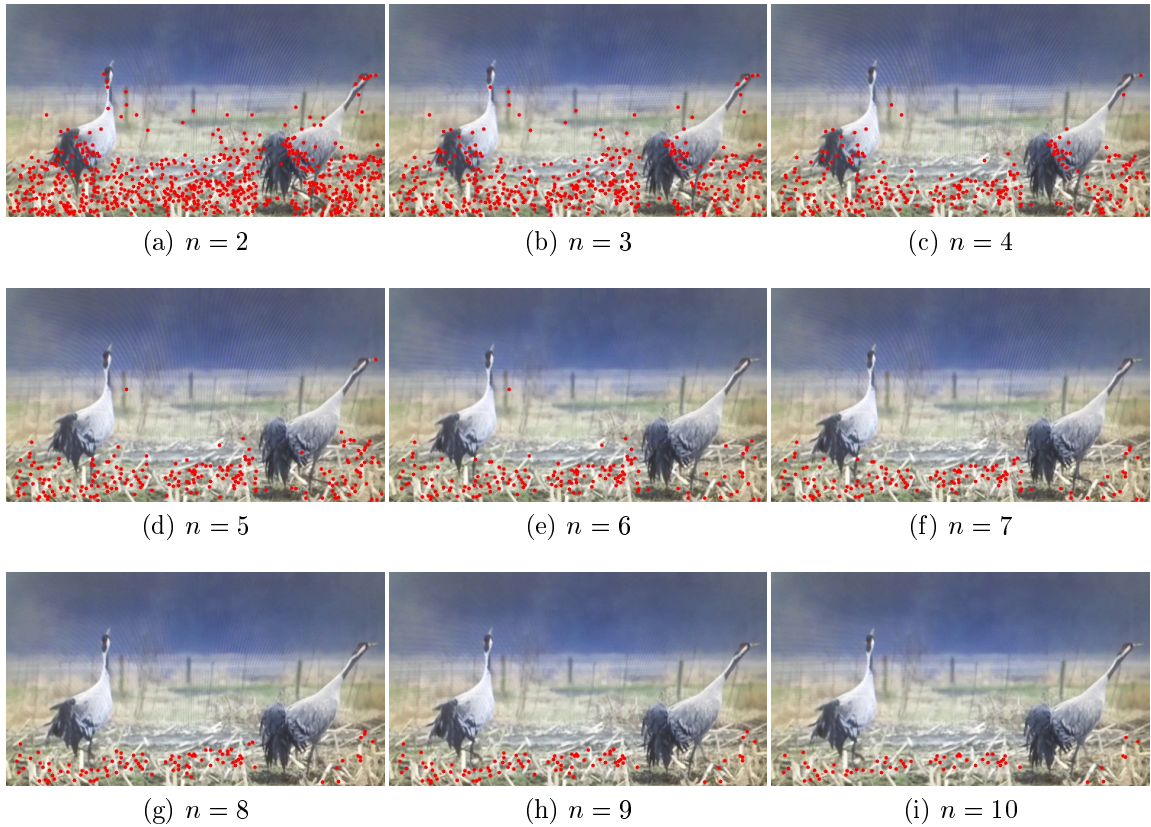 (a) n = 2
(b) n = 3
(c) n = 4
(d) n = 5
(e) n = 6
(f) n = 7
(g) n = 8
(h) n = 9
(i) n = 10